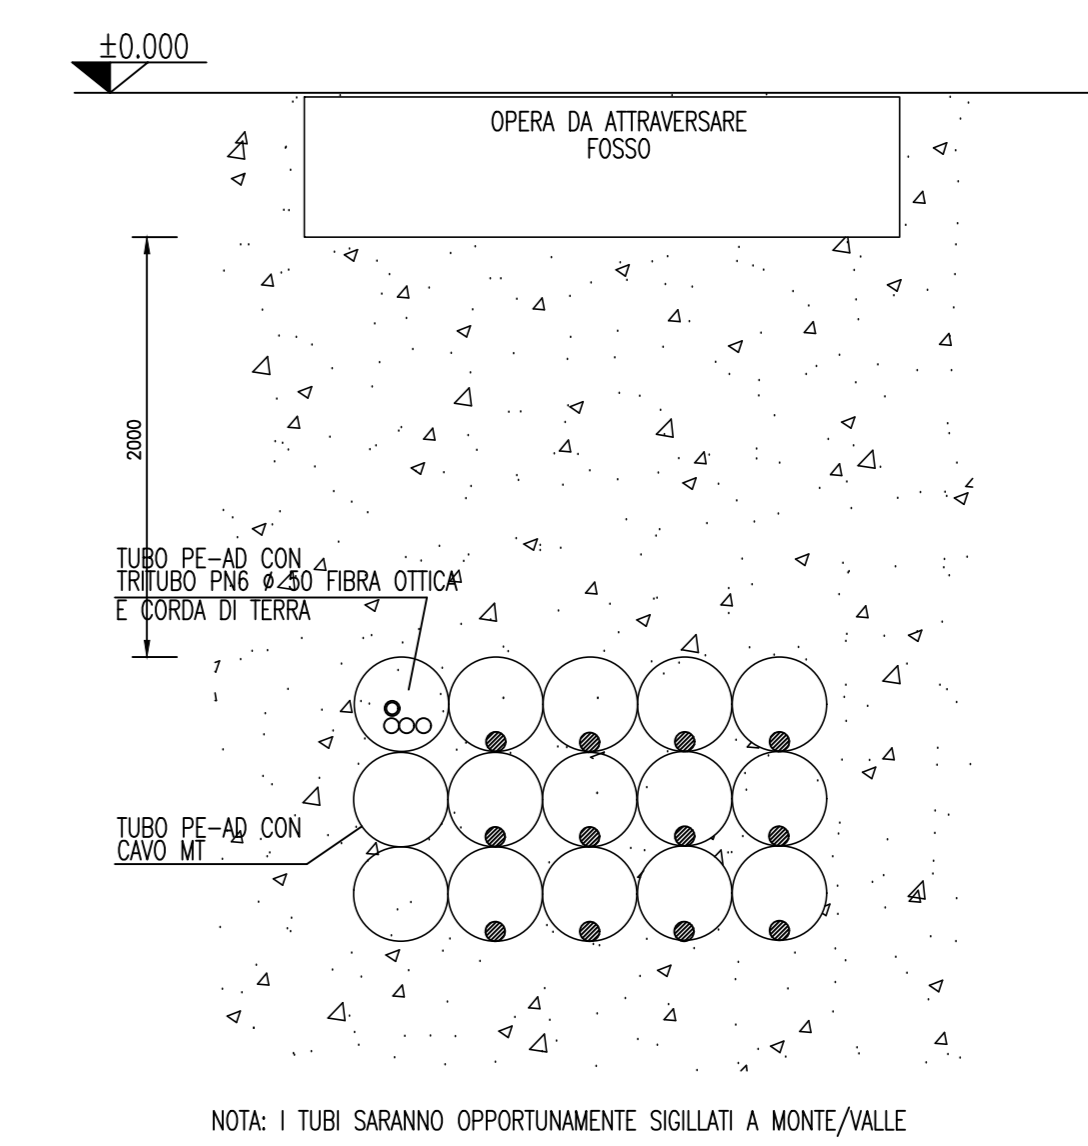 ±0.000
OPERA DA ATTRAVERSARE
FOSSO
2000
TUBO PE-AD CON
TRITUBO PN6 Ø 50 FIBRA OTTICA
E CORDA DI TERRA
TUBO PE-AD CON
CAVO MT
NOTA: I TUBI SARANNO OPPORTUNAMENTE SIGILLATI A MONTE/VALLE